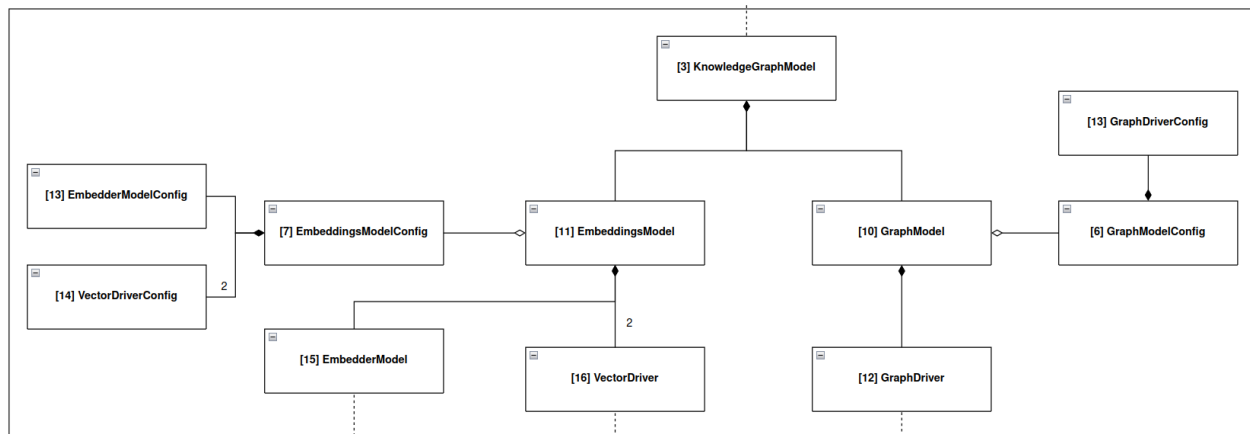 [3] KnowledgeGraphModel
[13] GraphDriverConfig
[13] EmbedderModelConfig
[7] EmbeddingsModelConfig
[11] EmbeddingsModel
[10] GraphModel
[6] GraphModelConfig
2
[14] VectorDriverConfig
2
[15] EmbedderModel
[16] VectorDriver
[12] GraphDriver